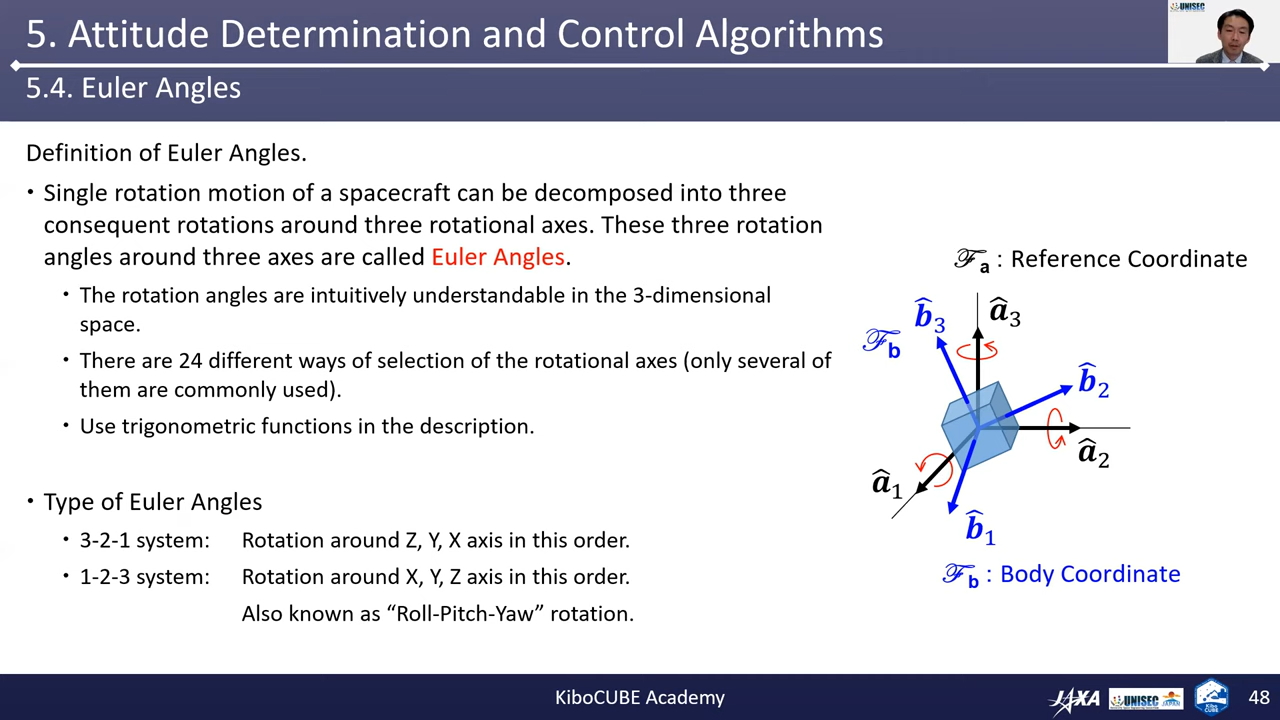 5. Attitude Determination and Control Algorithms
UNISEC
5.4. Euler Angles
Definition of Euler Angles.
• Single rotation motion of a spacecraft can be decomposed into three
consequent rotations around three rotational axes. These three rotation
angles around three axes are called Euler Angles.
• The rotation angles are intuitively understandable in the 3-dimensional
space.
• There are 24 different ways of selection of the rotational axes (only several of
them are commonly used).
• Use trigonometric functions in the description.
• Type of Euler Angles
• 3-2-1 system: Rotation around Z, Y, X axis in this order.
• 1-2-3 system: Rotation around X, Y, Z axis in this order.
Also known as “Roll-Pitch-Yaw” rotation.
ℱa : Reference Coordinate
â3
b̂3
ℱb
b̂2
â2
â1
b̂1
ℱb : Body Coordinate
KiboCUBE Academy
JAXA
UNISEC
JAPAN
Kibo
CUBE
48